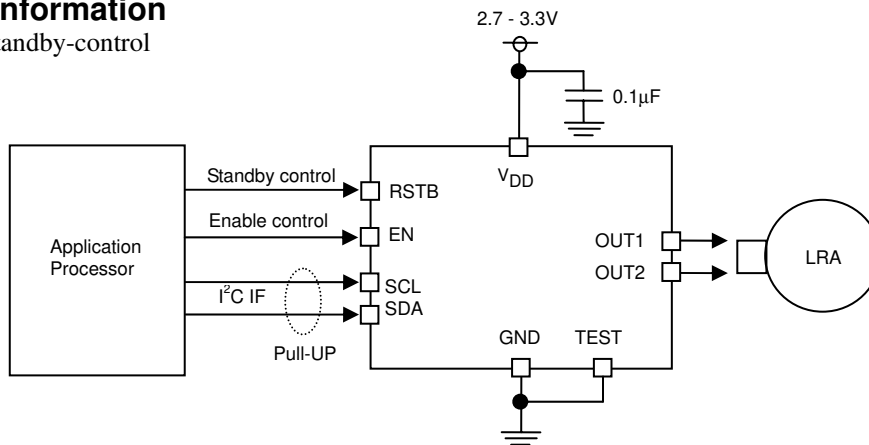 nformation
tandby-control
2.7 - 3.3V
0.1μF
Standby control
RSTB
VDD
Enable control
EN
OUT1
Application
Processor
LRA
OUT2
SCL
I²C IF
SDA
GND
TEST
Pull-UP